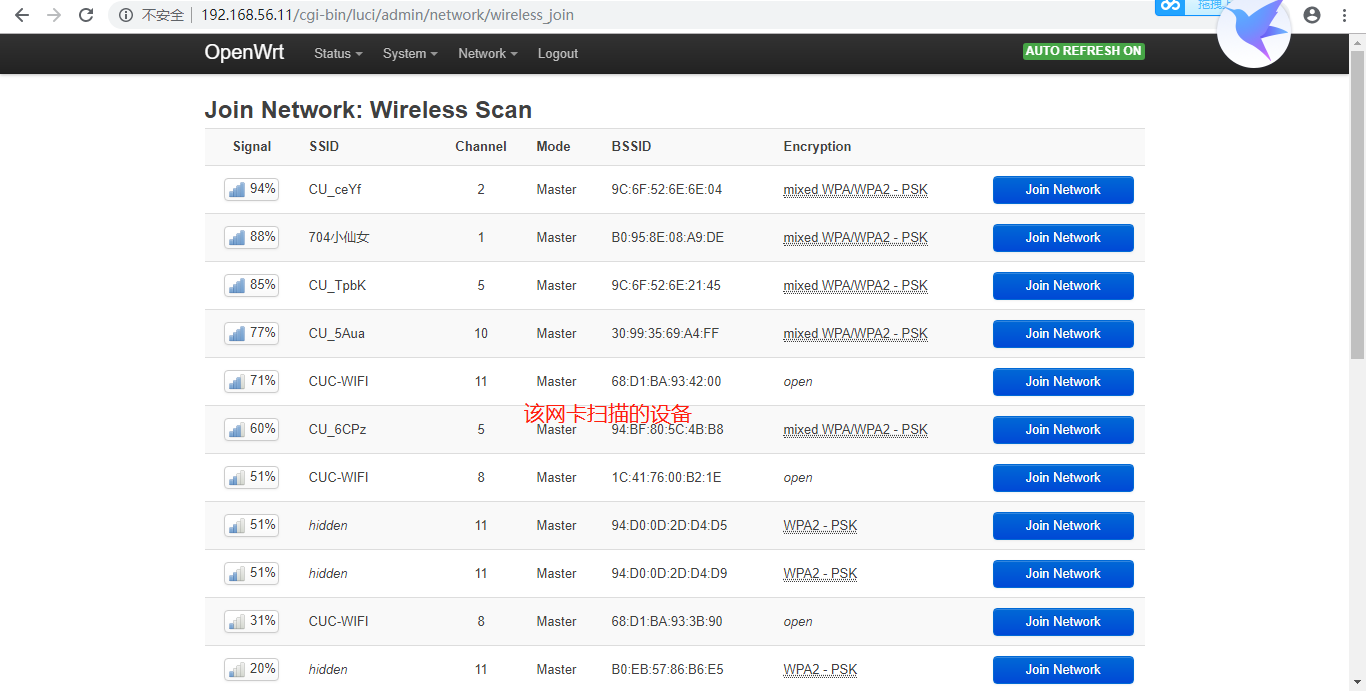 不安全 192.168.56.11/cgi-bin/luci/admin/network/wireless_join
OpenWrt Status System Network Logout AUTO REFRESH ON
Join Network: Wireless Scan
Signal SSID Channel Mode BSSID Encryption
94% CU_ceYf 2 Master 9C:6F:52:6E:6E:04 mixed WPA/WPA2 - PSK Join Network
88% 704小仙女 1 Master B0:95:8E:08:A9:DE mixed WPA/WPA2 - PSK Join Network
85% CU_TpbK 5 Master 9C:6F:52:6E:21:45 mixed WPA/WPA2 - PSK Join Network
77% CU_5Aua 10 Master 30:99:35:69:A4:FF mixed WPA/WPA2 - PSK Join Network
71% CUC-WIFI 11 Master 68:D1:BA:93:42:00 open Join Network
该网卡扫描的设备
60% CU_6CPz 5 Master 94:BF:80:5C:4B:B8 mixed WPA/WPA2 - PSK Join Network
51% CUC-WIFI 8 Master 1C:41:76:00:B2:1E open Join Network
51% hidden 11 Master 94:D0:0D:2D:D4:D5 WPA2 - PSK Join Network
51% hidden 11 Master 94:D0:0D:2D:D4:D9 WPA2 - PSK Join Network
31% CUC-WIFI 8 Master 68:D1:BA:93:3B:90 open Join Network
20% hidden 11 Master B0:EB:57:86:B6:E5 WPA2 - PSK Join Network